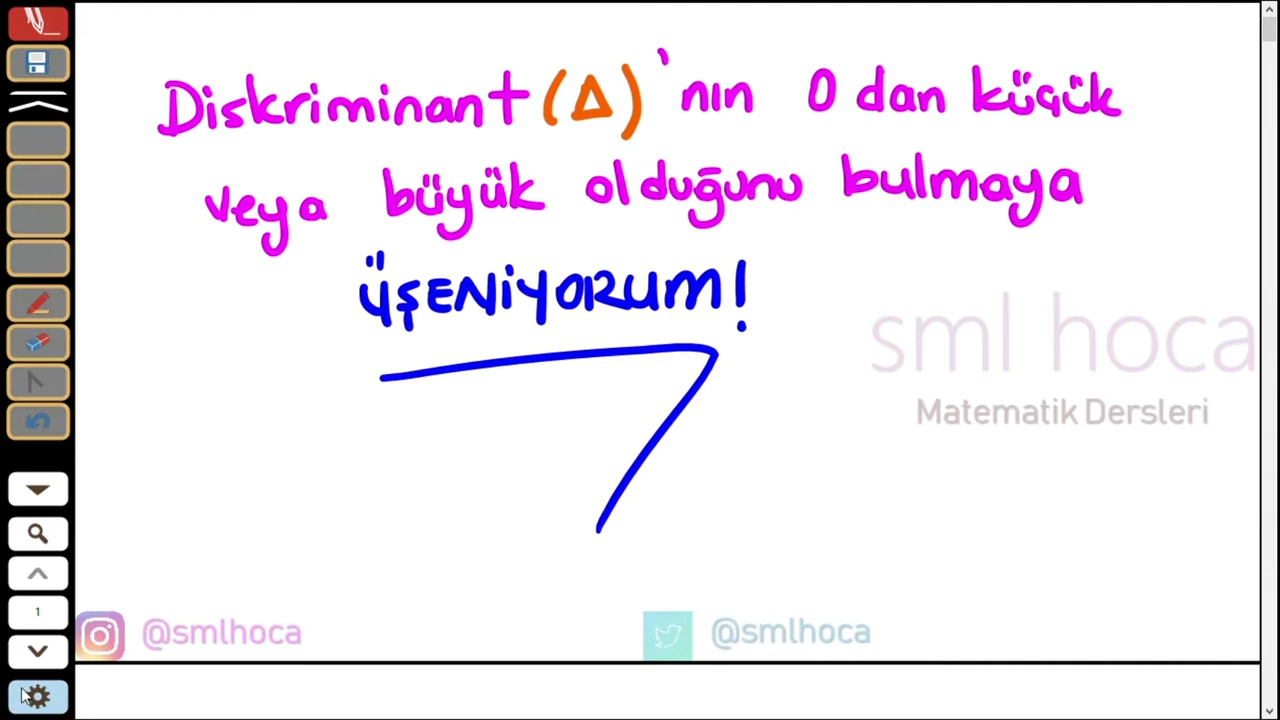 Diskriminant (Δ)'nın 0 dan küçük
veya büyük olduğunu bulmaya
ÜŞENİYORUM!
sml hoca
Matematik Dersleri
1
@smlhoca
@smlhoca